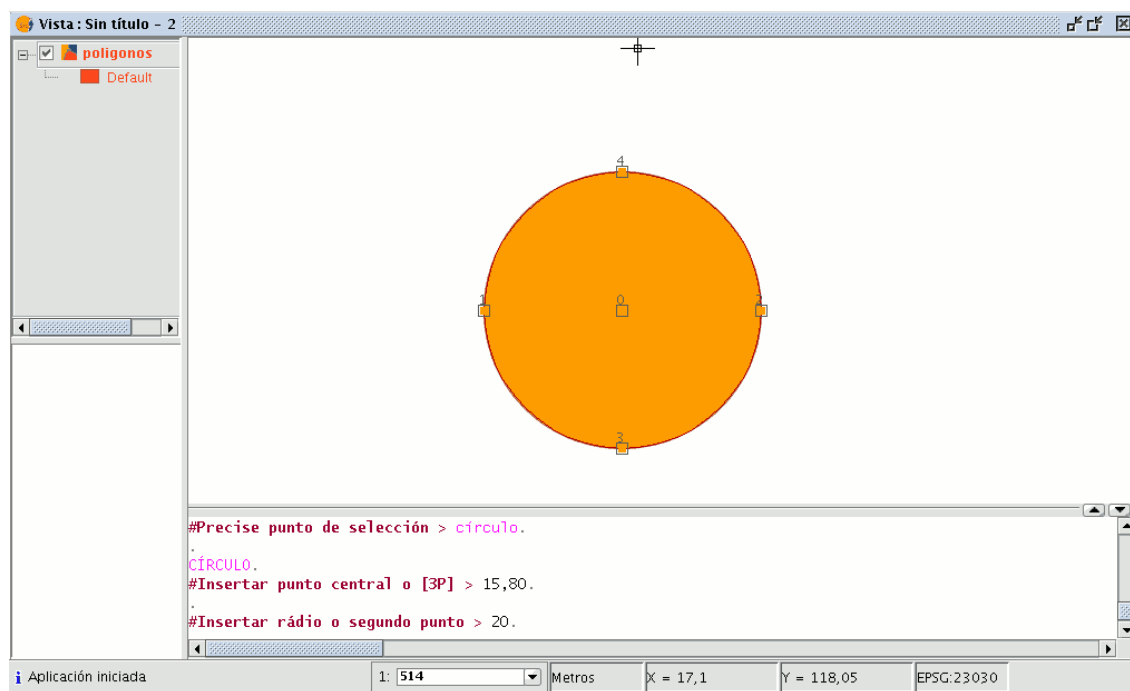 Vista : Sin título - 2
poligonos
Default
4
1
0
2
3
#Precise punto de selección > círculo.
.
CÍRCULO.
#Insertar punto central o [3P] > 15,80.
.
#Insertar rádio o segundo punto > 20.
Aplicación iniciada
1: 514
Metros
X = 17,1
Y = 118,05
EPSG:23030